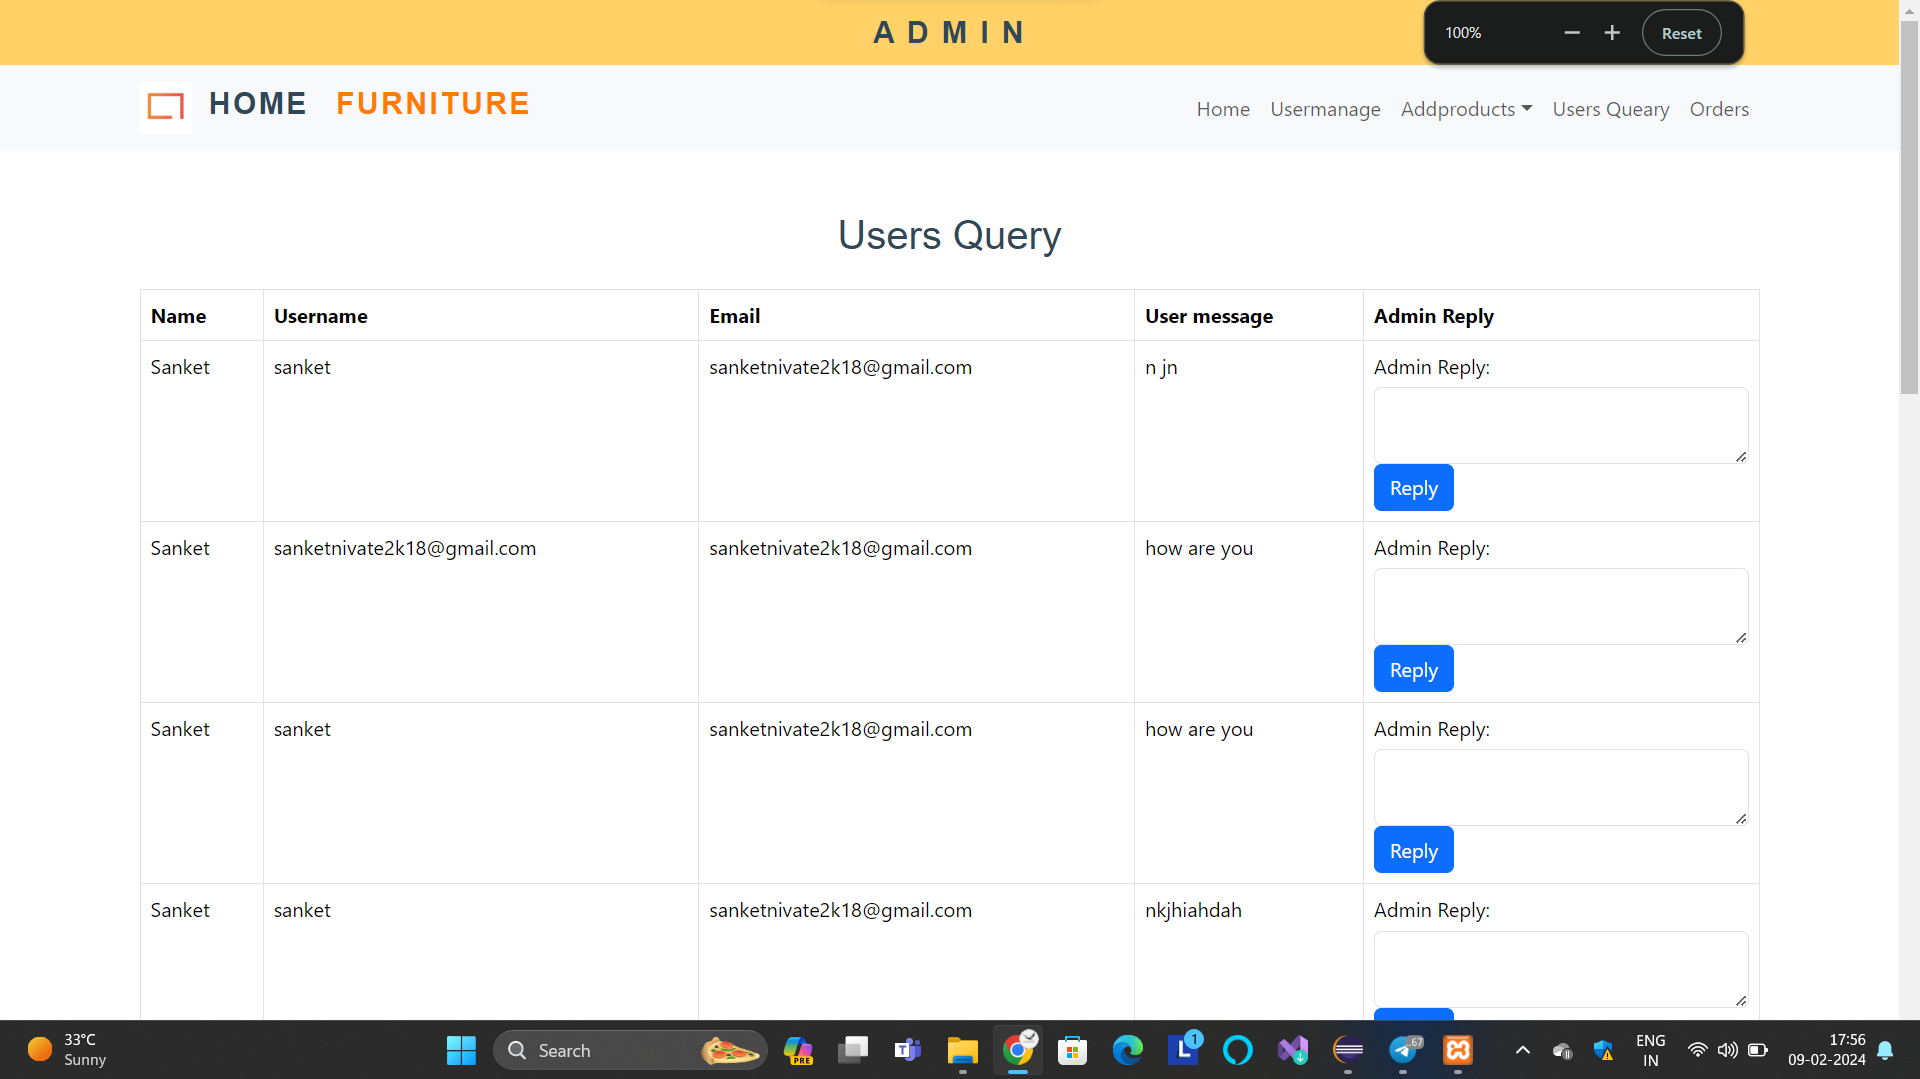 ADMIN
100%
Reset
HOME FURNITURE
Home Usermanage Addproducts Users Queary Orders
Users Query
Name Username Email User message Admin Reply
Sanket sanket sanketnivate2k18@gmail.com n jn Admin Reply:
Reply
Sanket sanketnivate2k18@gmail.com sanketnivate2k18@gmail.com how are you Admin Reply:
Reply
Sanket sanket sanketnivate2k18@gmail.com how are you Admin Reply:
Reply
Sanket sanket sanketnivate2k18@gmail.com nkjhiahdah Admin Reply:
33°C
Sunny
Search
PRE
T
L
1
.67
ENG
IN
17:56
09-02-2024